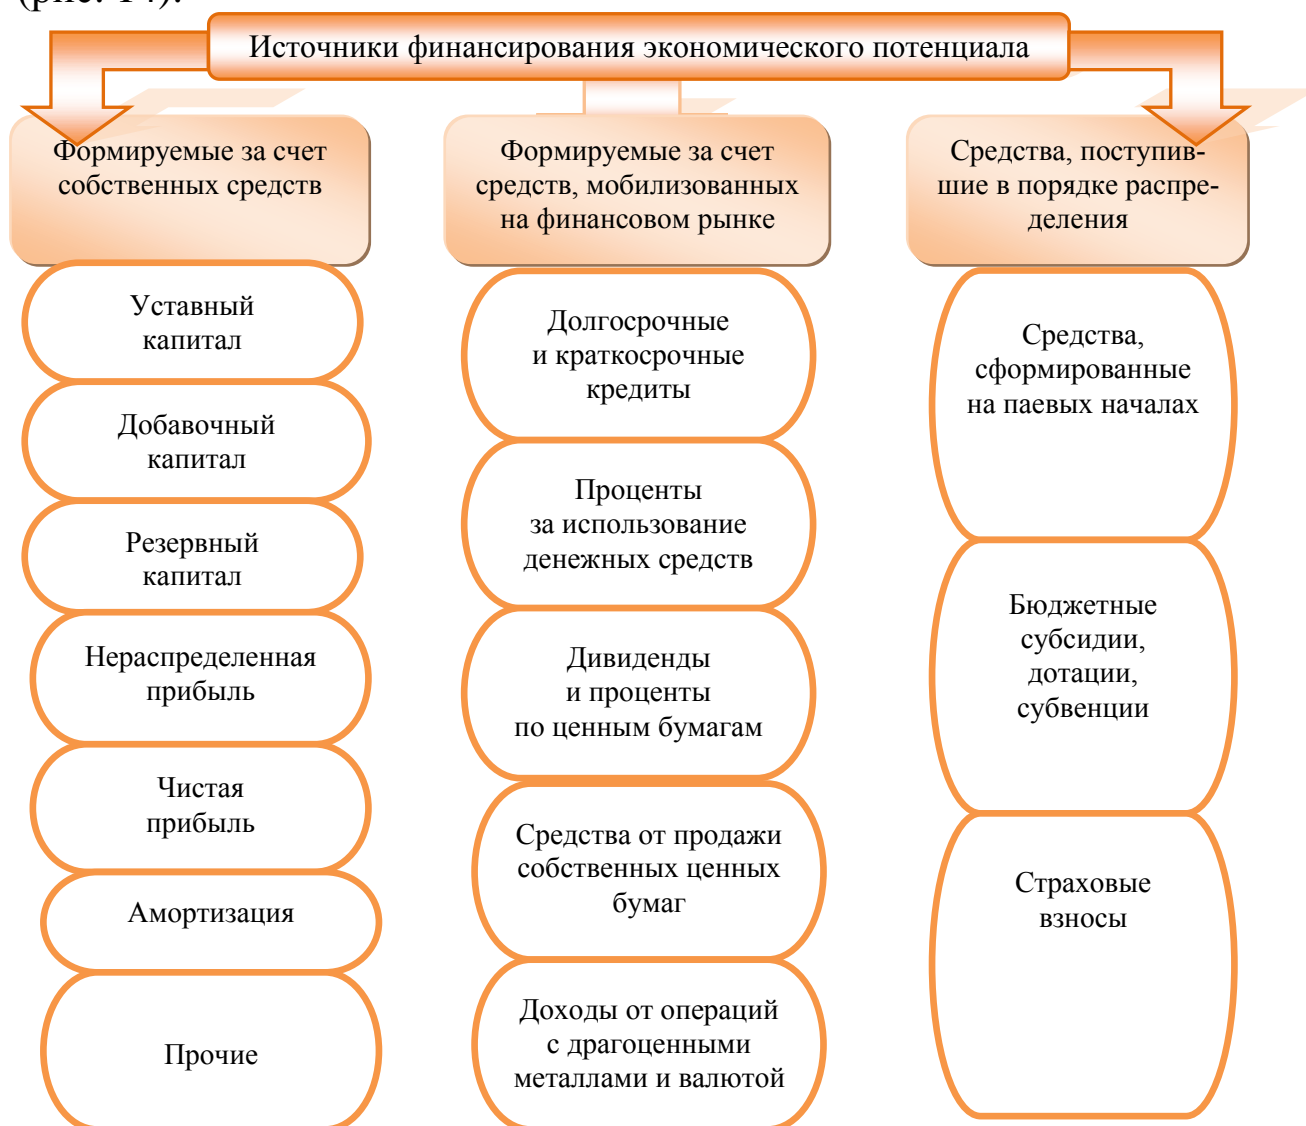 (рис. 14).
Источники финансирования экономического потенциала
Формируемые за счет
собственных средств
Уставный
капитал
Добавочный
капитал
Резервный
капитал
Нераспределенная
прибыль
Чистая
прибыль
Амортизация
Прочие
Формируемые за счет
средств, мобилизованных
на финансовом рынке
Долгосрочные
и краткосрочные
кредиты
Проценты
за использование
денежных средств
Дивиденды
и проценты
по ценным бумагам
Средства от продажи
собственных ценных
бумаг
Доходы от операций
с драгоценными
металлами и валютой
Средства, поступив-
шие в порядке распре-
деления
Средства,
сформированные
на паевых началах
Бюджетные
субсидии,
дотации,
субвенции
Страховые
взносы